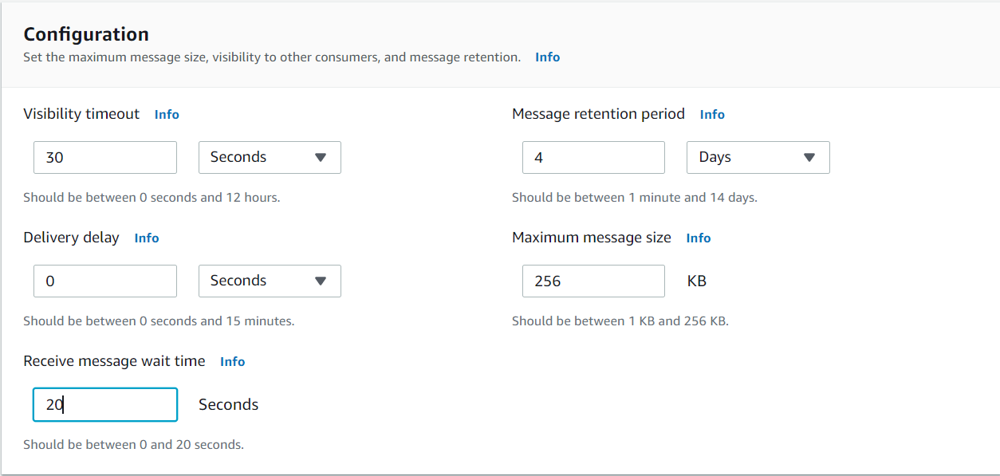 Configuration
Set the maximum message size, visibility to other consumers, and message retention. Info
Visibility timeout Info
30 Seconds
Should be between 0 seconds and 12 hours.
Message retention period Info
4 Days
Should be between 1 minute and 14 days.
Delivery delay Info
0 Seconds
Should be between 0 seconds and 15 minutes.
Maximum message size Info
256 KB
Should be between 1 KB and 256 KB.
Receive message wait time Info
20 Seconds
Should be between 0 and 20 seconds.